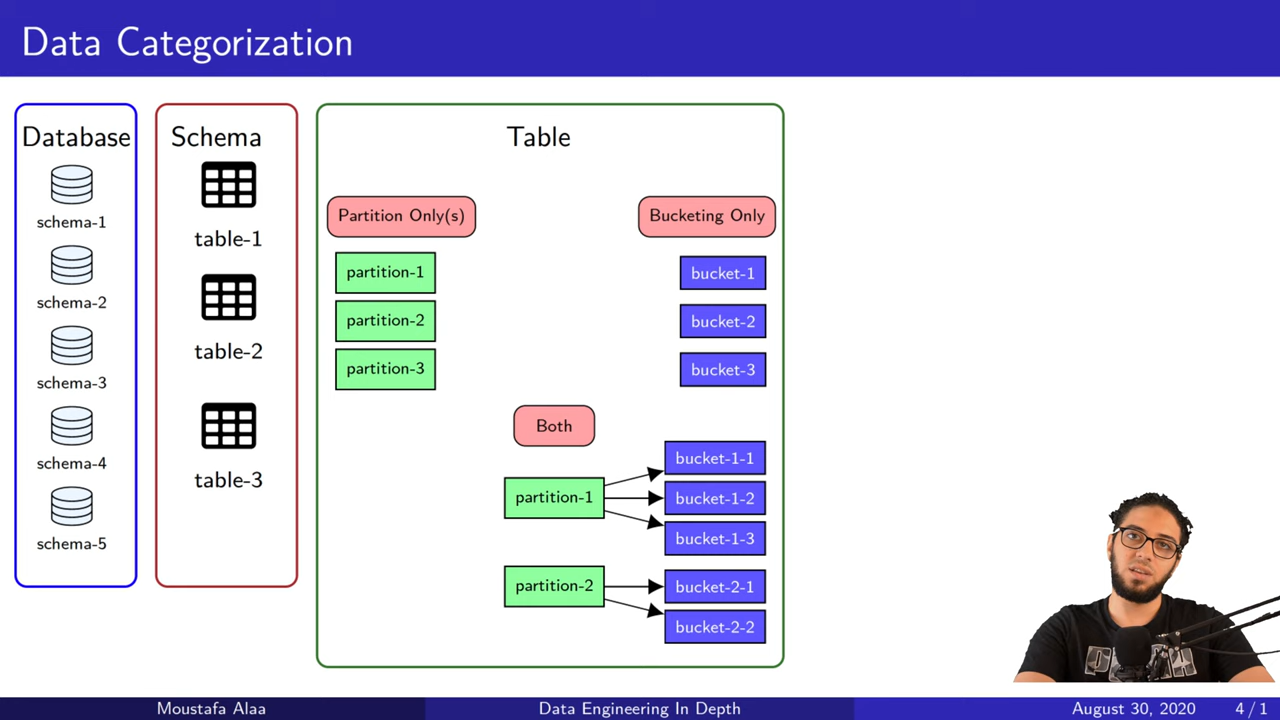 Data Categorization
Database
schema-1
schema-2
schema-3
schema-4
schema-5
Schema
table-1
table-2
table-3
Table
Partition Only(s)
partition-1
partition-2
partition-3
Bucketing Only
bucket-1
bucket-2
bucket-3
Both
partition-1
bucket-1-1
bucket-1-2
bucket-1-3
partition-2
bucket-2-1
bucket-2-2
Moustafa Alaa
Data Engineering In Depth
August 30, 2020
4 / 1